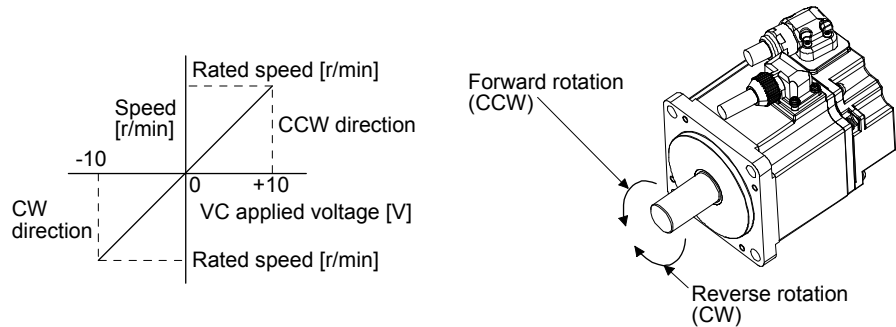 Rated speed [r/min]
Speed
[r/min]
CCW direction
-10
0
+10
CW
direction
VC applied voltage [V]
Rated speed [r/min]
Forward rotation
(CCW)
Reverse rotation
(CW)